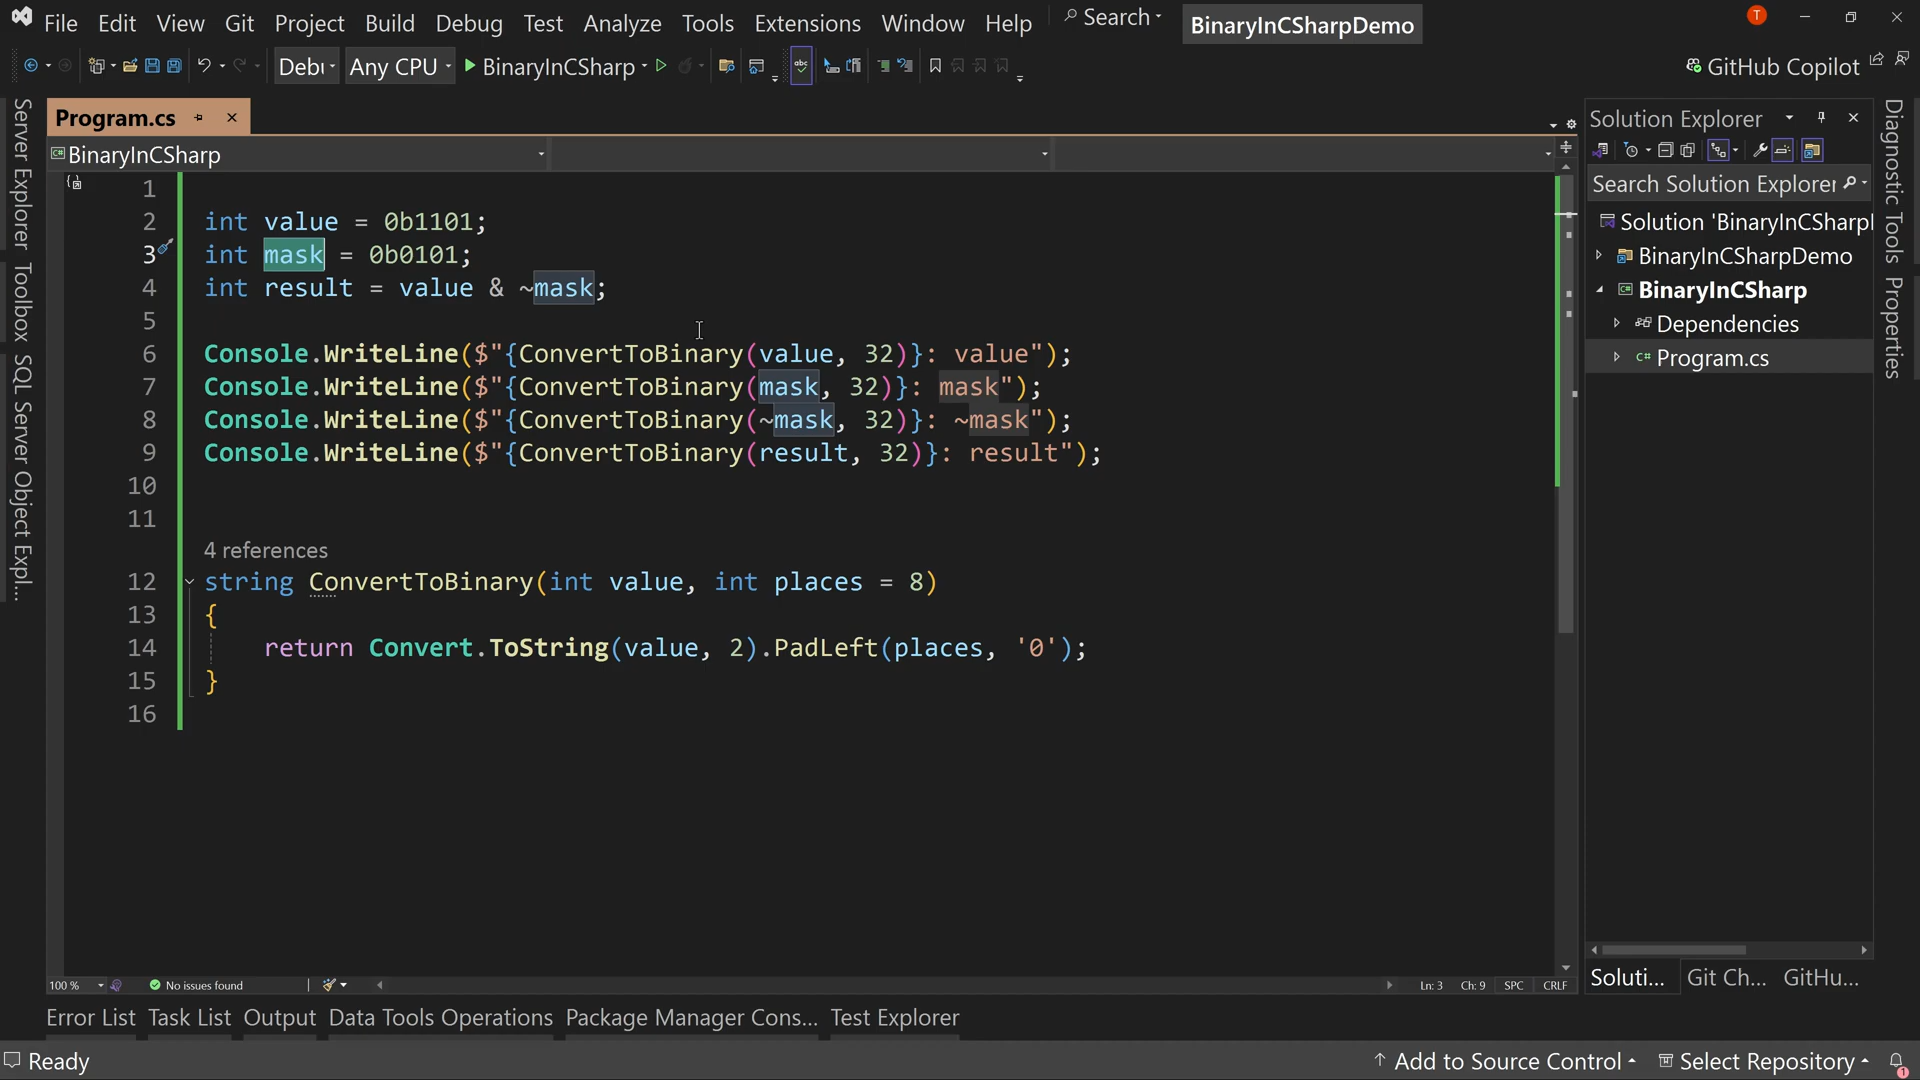 File Edit View Git Project Build Debug Test Analyze Tools Extensions Window Help Search BinaryInCSharpDemo
T
Debu Any CPU BinaryInCSharp abc GitHub Copilot
Server Explorer
Toolbox
SQL Server Object Expl...
Program.cs
C# BinaryInCSharp
1
2 int value = 0b1101;
3 int mask = 0b0101;
4 int result = value & ~mask;
5
6 Console.WriteLine($"{ConvertToBinary(value, 32)}: value");
7 Console.WriteLine($"{ConvertToBinary(mask, 32)}: mask");
8 Console.WriteLine($"{ConvertToBinary(~mask, 32)}: ~mask");
9 Console.WriteLine($"{ConvertToBinary(result, 32)}: result");
10
11
4 references
12 string ConvertToBinary(int value, int places = 8)
13 {
14 return Convert.ToString(value, 2).PadLeft(places, '0');
15 }
16
100 % No issues found Ln: 3 Ch: 9 SPC CRLF
Solution Explorer
Search Solution Explorer
Solution 'BinaryInCSharpI
BinaryInCSharpDemo
C# BinaryInCSharp
Dependencies
C# Program.cs
Soluti... Git Ch... GitHu...
Diagnostic Tools
Properties
Error List Task List Output Data Tools Operations Package Manager Cons... Test Explorer
Ready Add to Source Control Select Repository 1